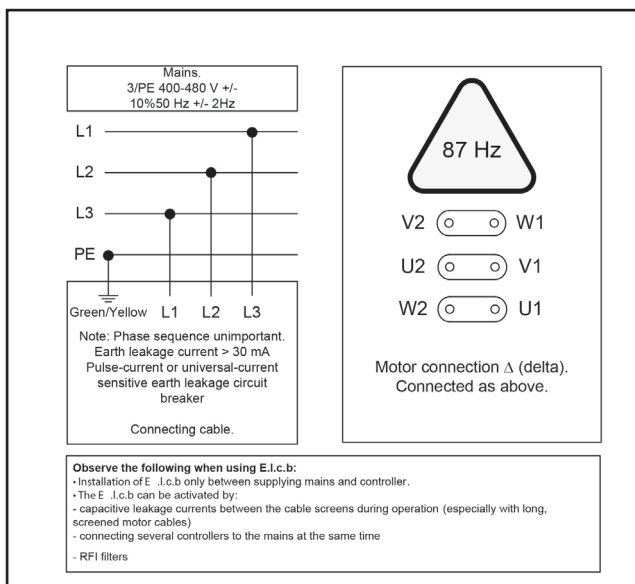 Mains.
3/PE 400-480 V +/-
10%50 Hz +/- 2Hz
L1
L2
L3
PE
Green/Yellow L1 L2 L3
Note: Phase sequence unimportant.
Earth leakage current > 30 mA
Pulse-current or universal-current
sensitive earth leakage circuit
breaker
Connecting cable.
87 Hz
V2 W1
U2 V1
W2 U1
Motor connection Δ (delta).
Connected as above.
Observe the following when using E.l.c.b:
• Installation of E .l.c.b only between supplying mains and controller.
• The E .l.c.b can be activated by:
- capacitive leakage currents between the cable screens during operation (especially with long,
screened motor cables)
- connecting several controllers to the mains at the same time
- RFI filters